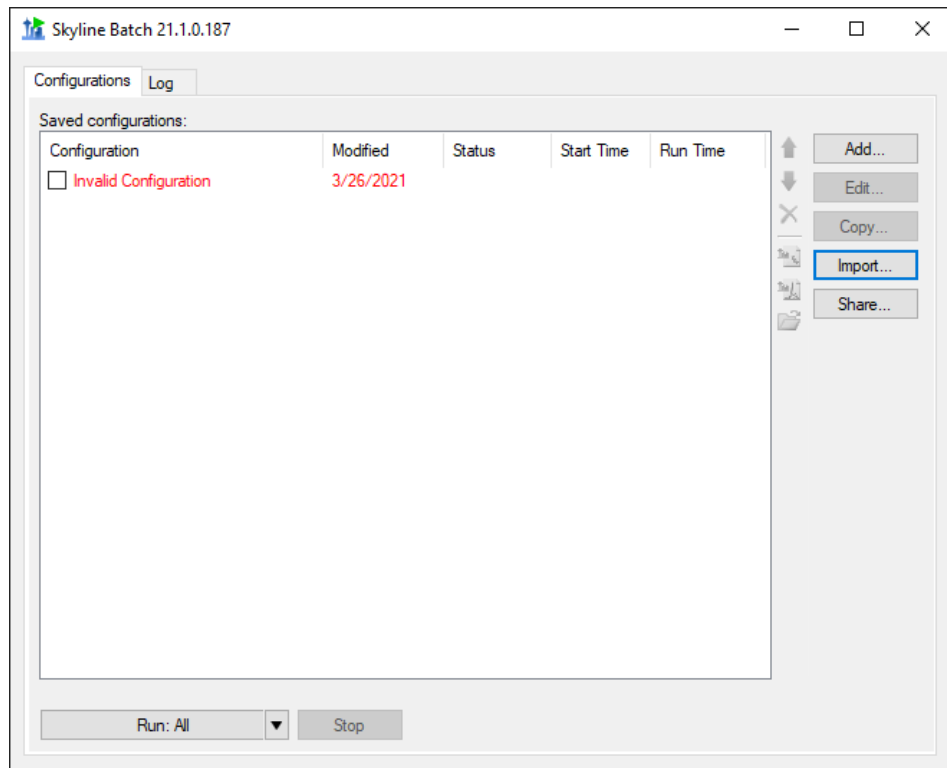 Skyline Batch 21.1.0.187
Configurations Log
Saved configurations:
Configuration Modified Status Start Time Run Time
Invalid Configuration 3/26/2021
Add...
Edit...
Copy...
Import...
Share...
Run: All Stop